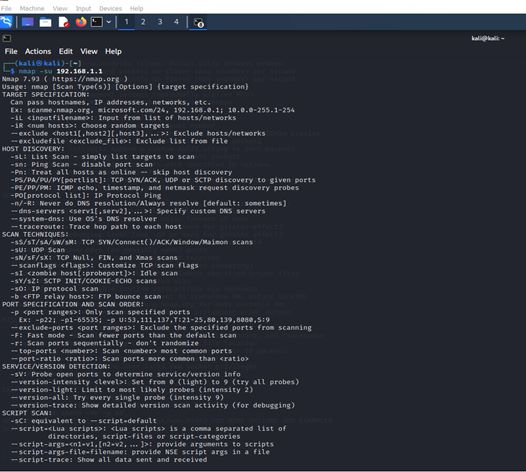 File Machine View Input Devices Help
1 2 3 4
kali@kali: ~
File Actions Edit View Help
(kali㉿kali)-[~]
$ nmap -su 192.168.1.1
Nmap 7.93 ( https://nmap.org )
Usage: nmap [Scan Type(s)] [Options] {target specification}
TARGET SPECIFICATION:
Can pass hostnames, IP addresses, networks, etc.
Ex: scanme.nmap.org, microsoft.com/24, 192.168.0.1; 10.0.0-255.1-254
-iL <inputfilename>: Input from list of hosts/networks
-iR <num hosts>: Choose random targets
--exclude <host1[,host2][,host3],...>: Exclude hosts/networks
--excludefile <exclude_file>: Exclude list from file
HOST DISCOVERY:
-sL: List Scan - simply list targets to scan
-sn: Ping Scan - disable port scan
-Pn: Treat all hosts as online -- skip host discovery
-PS/PA/PU/PY[portlist]: TCP SYN/ACK, UDP or SCTP discovery to given ports
-PE/PP/PM: ICMP echo, timestamp, and netmask request discovery probes
-PO[protocol list]: IP Protocol Ping
-n/-R: Never do DNS resolution/Always resolve [default: sometimes]
--dns-servers <serv1[,serv2],...>: Specify custom DNS servers
--system-dns: Use OS's DNS resolver
--traceroute: Trace hop path to each host
SCAN TECHNIQUES:
-sS/sT/sA/sW/sM: TCP SYN/Connect()/ACK/Window/Maimon scans
-sU: UDP Scan
-sN/sF/sX: TCP Null, FIN, and Xmas scans
--scanflags <flags>: Customize TCP scan flags
-sI <zombie host[:probeport]>: Idle scan
-sY/sZ: SCTP INIT/COOKIE-ECHO scans
-sO: IP protocol scan
-b <FTP relay host>: FTP bounce scan
PORT SPECIFICATION AND SCAN ORDER:
-p <port ranges>: Only scan specified ports
Ex: -p22; -p1-65535; -p U:53,111,137,T:21-25,80,139,8080,S:9
--exclude-ports <port ranges>: Exclude the specified ports from scanning
-F: Fast mode - Scan fewer ports than the default scan
-r: Scan ports sequentially - don't randomize
--top-ports <number>: Scan <number> most common ports
--port-ratio <ratio>: Scan ports more common than <ratio>
SERVICE/VERSION DETECTION:
-sV: Probe open ports to determine service/version info
--version-intensity <level>: Set from 0 (light) to 9 (try all probes)
--version-light: Limit to most likely probes (intensity 2)
--version-all: Try every single probe (intensity 9)
--version-trace: Show detailed version scan activity (for debugging)
SCRIPT SCAN:
-sC: equivalent to --script=default
--script=<Lua scripts>: <Lua scripts> is a comma separated list of
directories, script-files or script-categories
--script-args=<n1=v1,[n2=v2,...]>: provide arguments to scripts
--script-args-file=filename: provide NSE script args in a file
--script-trace: Show all data sent and received